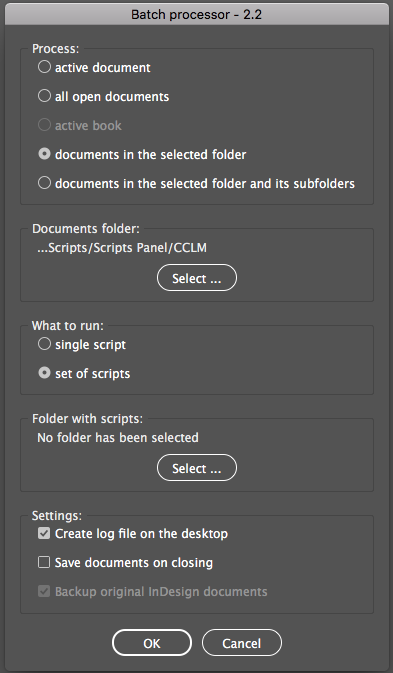 Batch processor - 2.2
Process:
active document
all open documents
active book
documents in the selected folder
documents in the selected folder and its subfolders
Documents folder:
...Scripts/Scripts Panel/CCLM
Select ...
What to run:
single script
set of scripts
Folder with scripts:
No folder has been selected
Select ...
Settings:
Create log file on the desktop
Save documents on closing
Backup original InDesign documents
OK Cancel